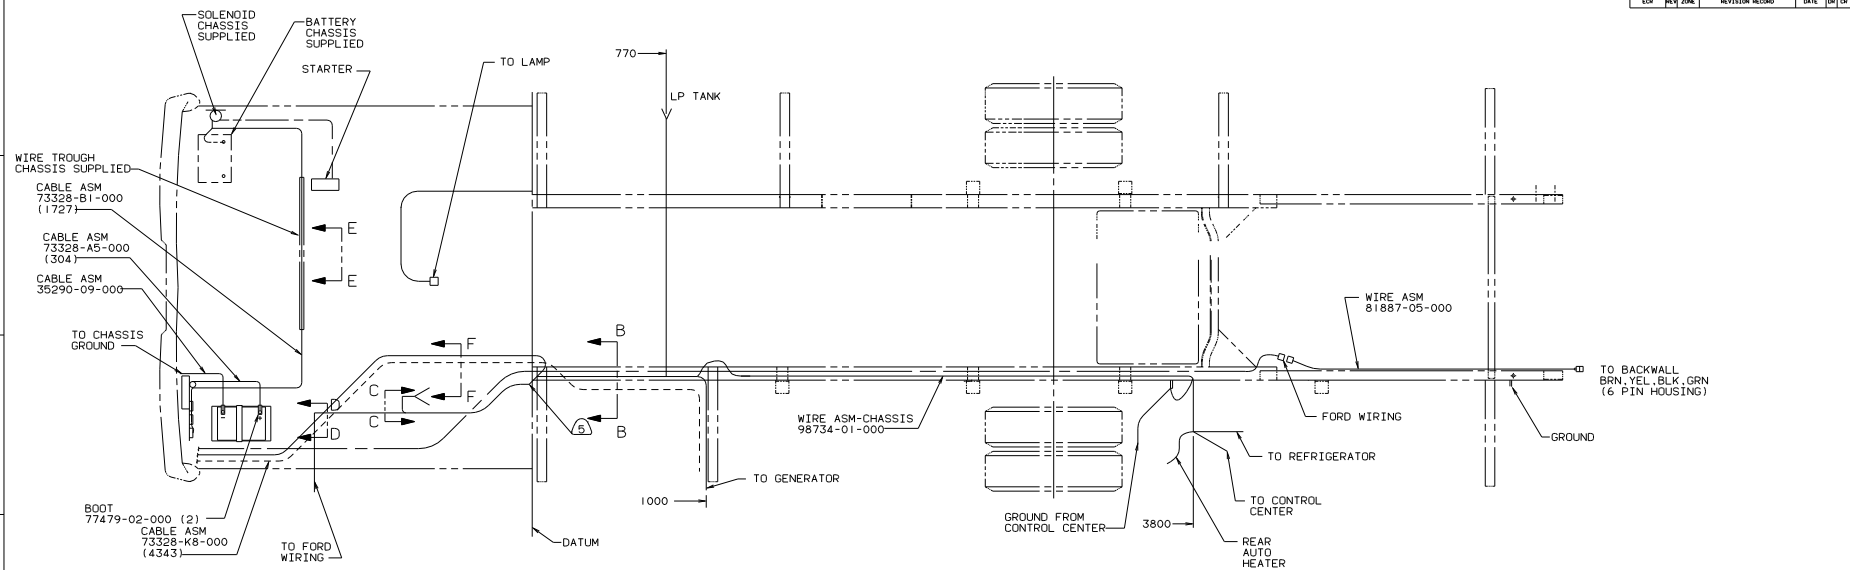 ECR REV ZONE REVISION RECORD DATE DR CK
SOLENOID
CHASSIS
SUPPLIED
BATTERY
CHASSIS
SUPPLIED
STARTER
TO LAMP
770
LP TANK
WIRE TROUGH
CHASSIS SUPPLIED
CABLE ASM
73328-B1-000
(1727)
CABLE ASM
73328-A5-000
(304)
CABLE ASM
35290-09-000
TO CHASSIS
GROUND
E
E
F
F
B
B
C
C
D
D
5
WIRE ASM
81887-05-000
WIRE ASM-CHASSIS
98734-01-000
FORD WIRING
TO BACKWALL
BRN,YEL,BLK,GRN
(6 PIN HOUSING)
GROUND
TO REFRIGERATOR
TO GENERATOR
1000
TO CONTROL
CENTER
GROUND FROM
CONTROL CENTER
3800
REAR
AUTO
HEATER
DATUM
BOOT
77479-02-000 (2)
CABLE ASM
73328-K8-000
(4343)
TO FORD
WIRING